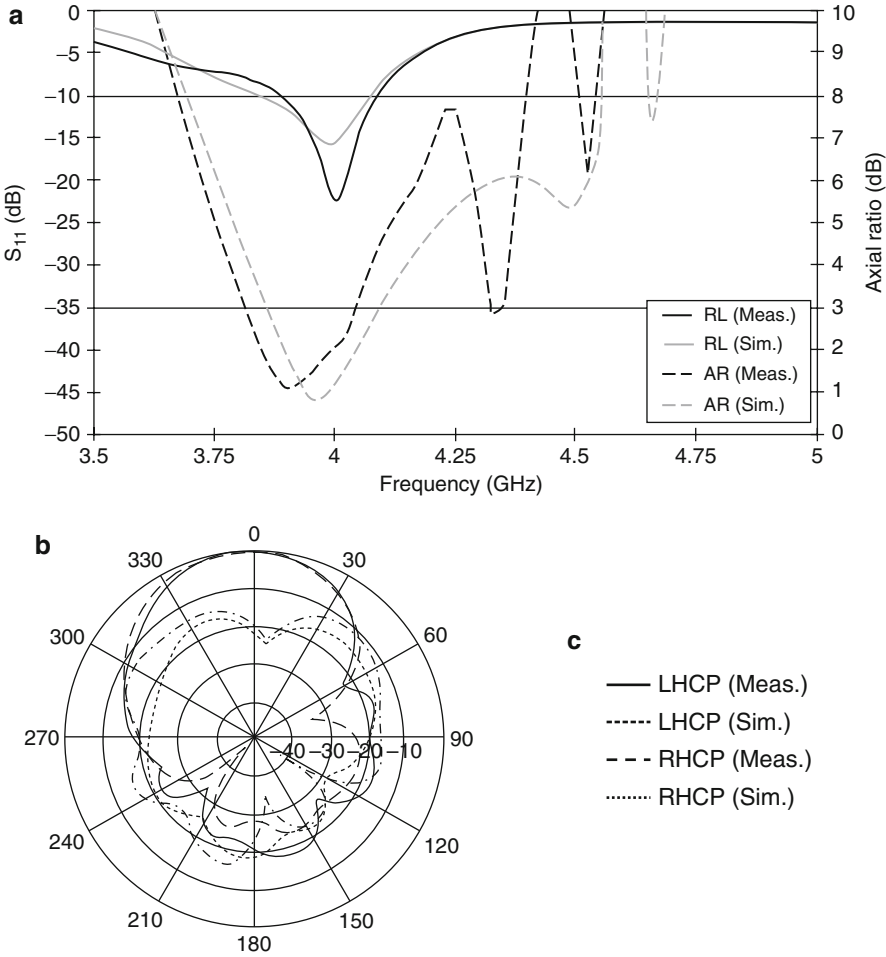 a
0
−5
−10
−15
−20
−25
−30
−35
−40
−45
−50
S11 (dB)
10
9
8
7
6
5
4
3
2
1
0
Axial ratio (dB)
RL (Meas.)
RL (Sim.)
AR (Meas.)
AR (Sim.)
3.5 3.75 4 4.25 4.5 4.75 5
Frequency (GHz)
b
0
30
60
90
120
150
180
210
240
270
300
330
−40 −30 −20 −10
c
LHCP (Meas.)
LHCP (Sim.)
RHCP (Meas.)
RHCP (Sim.)